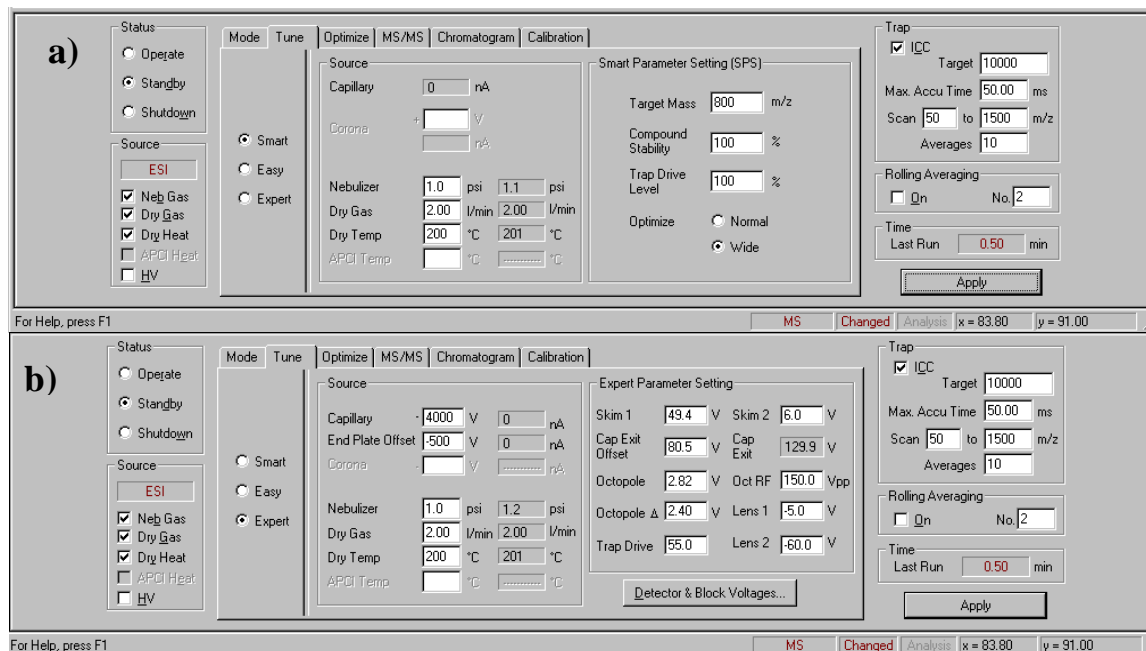 a)
Status
Operate
Standby
Shutdown
Source
ESI
Neb Gas
Dry Gas
Dry Heat
APCI Heat
HV
Mode Tune Optimize MS/MS Chromatogram Calibration
Smart
Easy
Expert
Source
Capillary 0 nA
Corona + V
nA
Nebulizer 1.0 psi 1.1 psi
Dry Gas 2.00 l/min 2.00 l/min
Dry Temp 200 °C 201 °C
APCI Temp °C ----------- °C
Smart Parameter Setting (SPS)
Target Mass 800 m/z
Compound
Stability 100 %
Trap Drive
Level 100 %
Optimize Normal
Wide
Trap
ICC
Target 10000
Max. Accu Time 50.00 ms
Scan 50 to 1500 m/z
Averages 10
Rolling Averaging
On No. 2
Time
Last Run 0.50 min
Apply
For Help, press F1 MS Changed Analysis x = 83.80 y = 91.00
b)
Status
Operate
Standby
Shutdown
Source
ESI
Neb Gas
Dry Gas
Dry Heat
APCI Heat
HV
Mode Tune Optimize MS/MS Chromatogram Calibration
Smart
Easy
Expert
Source
Capillary - 4000 V 0 nA
End Plate Offset -500 V 0 nA
Corona - V ----------- nA
Nebulizer 1.0 psi 1.2 psi
Dry Gas 2.00 l/min 2.00 l/min
Dry Temp 200 °C 201 °C
APCI Temp °C ----------- °C
Expert Parameter Setting
Skim 1 49.4 V Skim 2 6.0 V
Cap Exit
Offset 80.5 V Cap
Exit 129.9 V
Octopole 2.82 V Oct RF 150.0 Vpp
Octopole Δ 2.40 V Lens 1 -5.0 V
Trap Drive 55.0 Lens 2 -60.0 V
Detector & Block Voltages...
Trap
ICC
Target 10000
Max. Accu Time 50.00 ms
Scan 50 to 1500 m/z
Averages 10
Rolling Averaging
On No. 2
Time
Last Run 0.50 min
Apply
For Help, press F1 MS Changed Analysis x = 83.80 y = 91.00